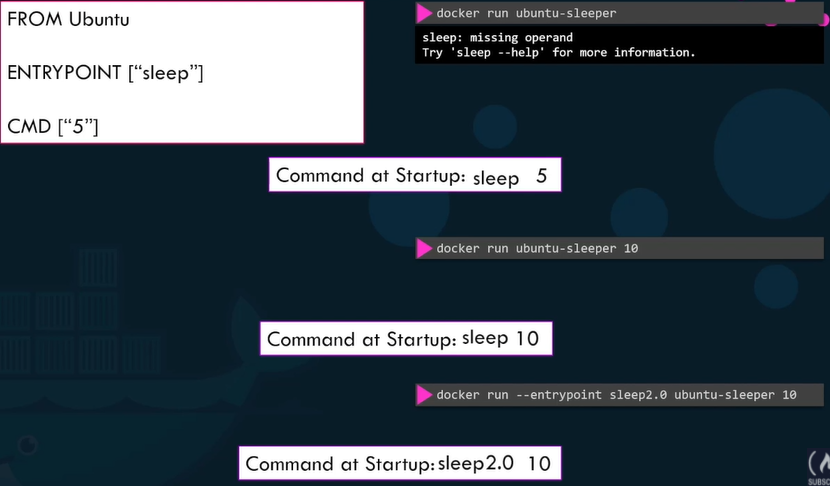 FROM Ubuntu
ENTRYPOINT [“sleep”]
CMD [“5”]
docker run ubuntu-sleeper
sleep: missing operand
Try 'sleep --help' for more information.
Command at Startup: sleep 5
docker run ubuntu-sleeper 10
Command at Startup: sleep 10
docker run --entrypoint sleep2.0 ubuntu-sleeper 10
Command at Startup: sleep2.0 10